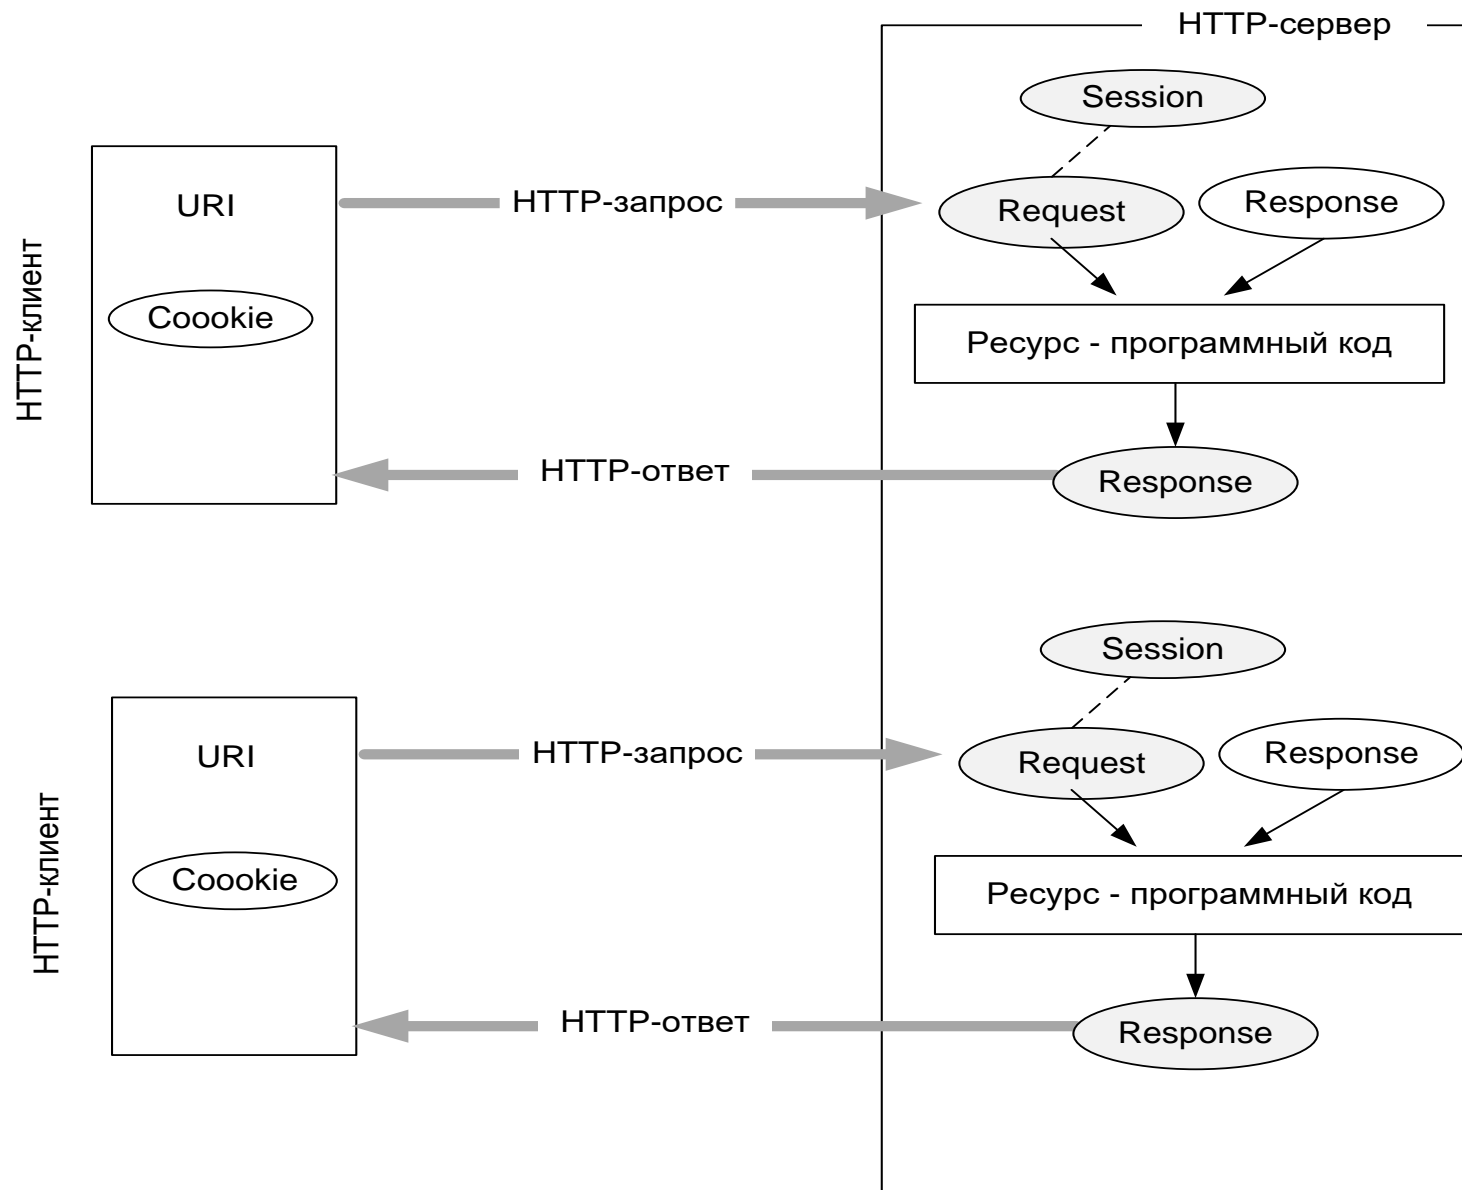 HTTP-сервер
Session
URI
HTTP-запрос
Request
Response
HTTP-клиент
Coookie
Ресурс - программный код
HTTP-ответ
Response
Session
URI
HTTP-запрос
Request
Response
HTTP-клиент
Coookie
Ресурс - программный код
HTTP-ответ
Response